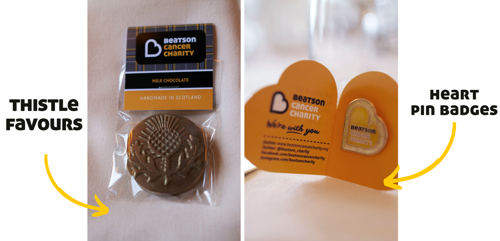 THISTLE
FAVOURS
BEATSON
CANCER
CHARITY
MILK CHOCOLATE
HANDMADE IN SCOTLAND
BEATSON
CANCER
CHARITY
We're with you
BEATSON
HEART
PIN BADGES